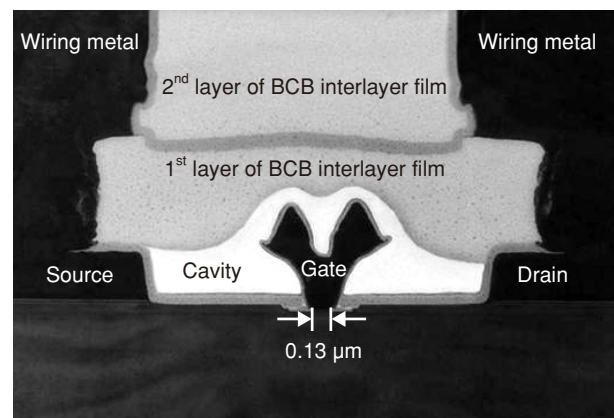 Wiring metal
Wiring metal
2nd layer of BCB interlayer film
1st layer of BCB interlayer film
Source
Cavity
Gate
Drain
0.13 μm